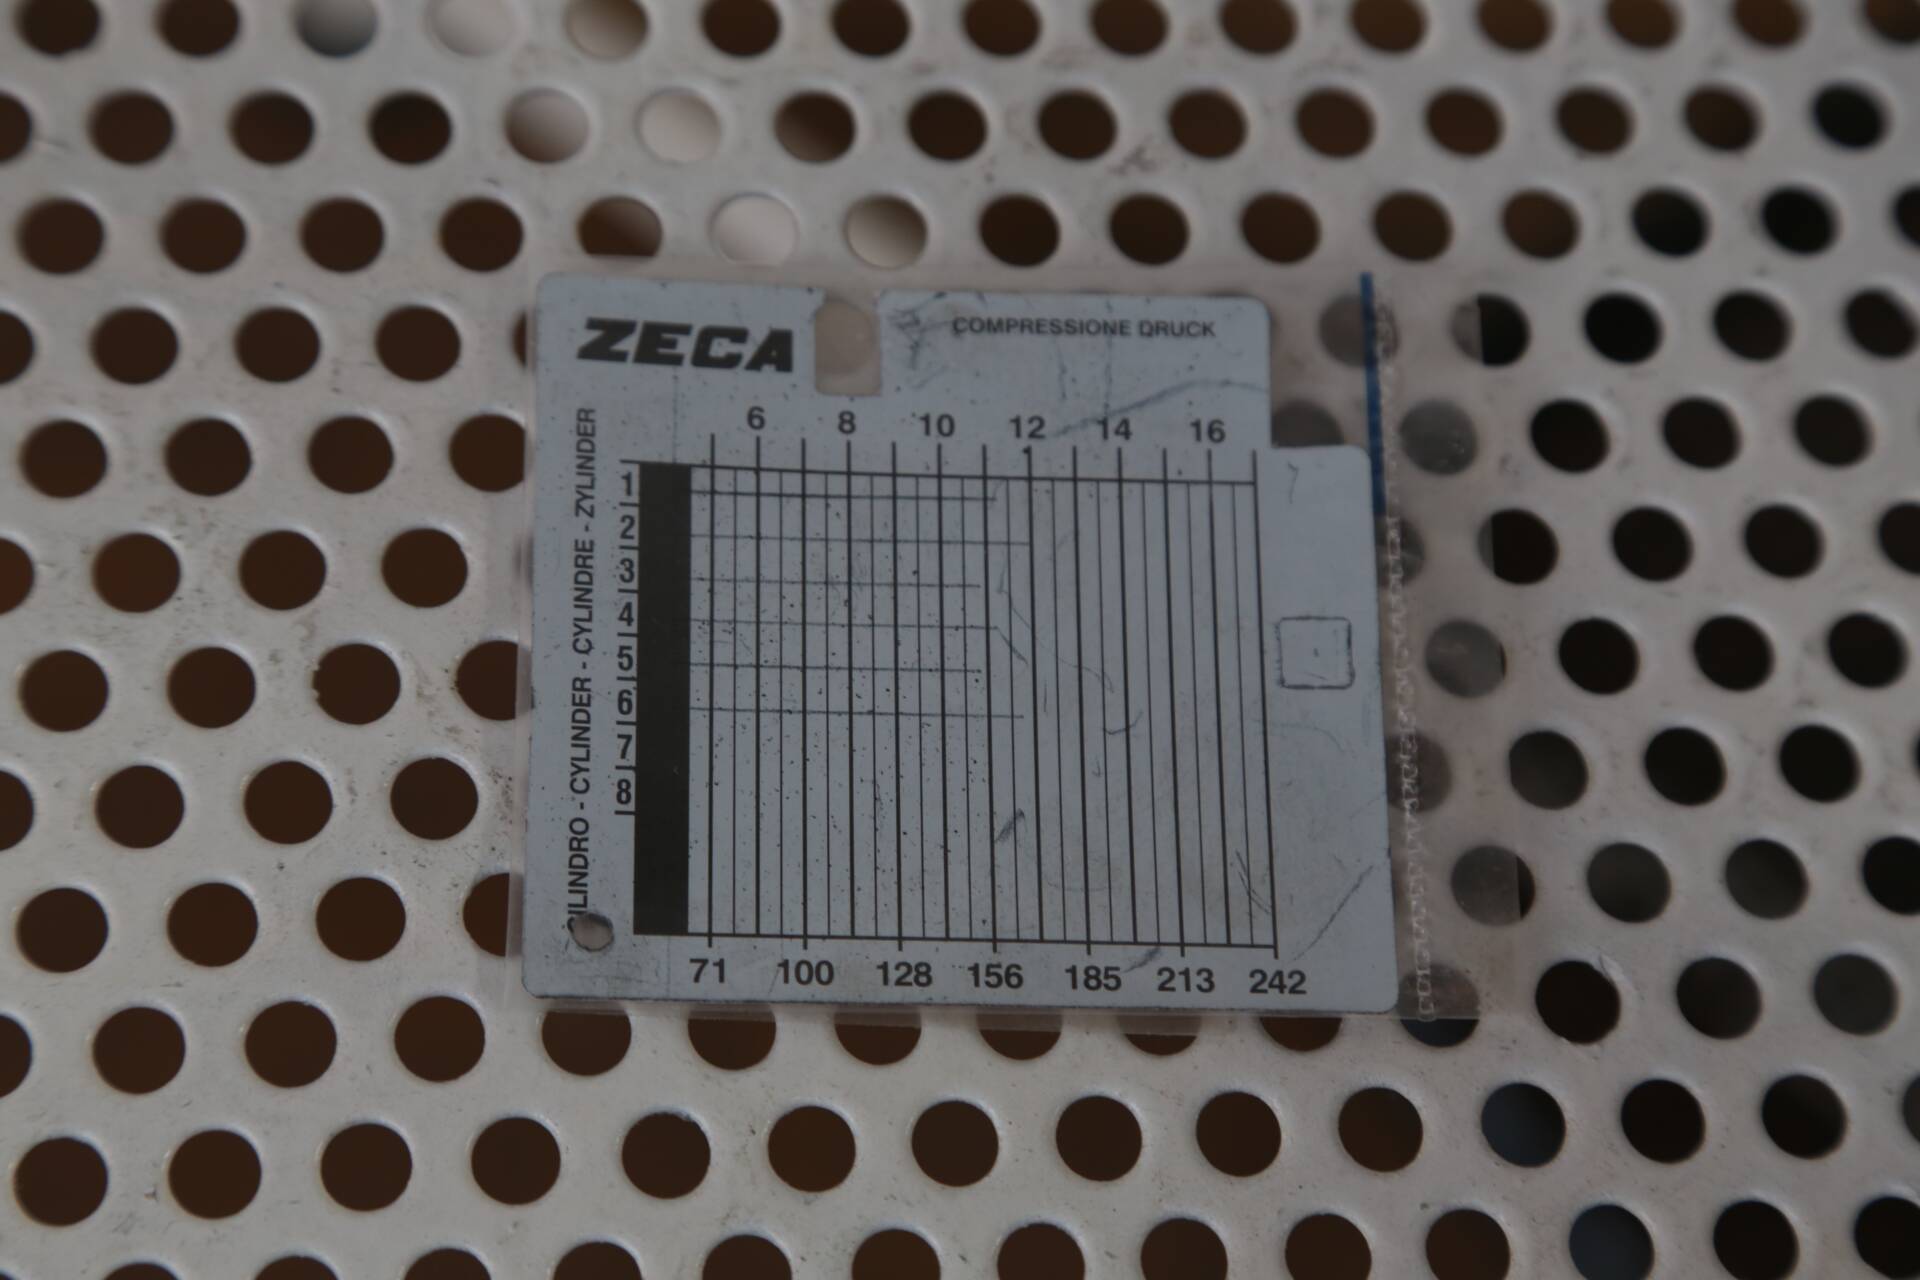 ZECA
COMPRESSIONE DRUCK
6 8 10 12 14 16
CILINDRO - CYLINDER - CYLINDRE - ZYLINDER
1
2
3
4
5
6
7
8
71 100 128 156 185 213 242